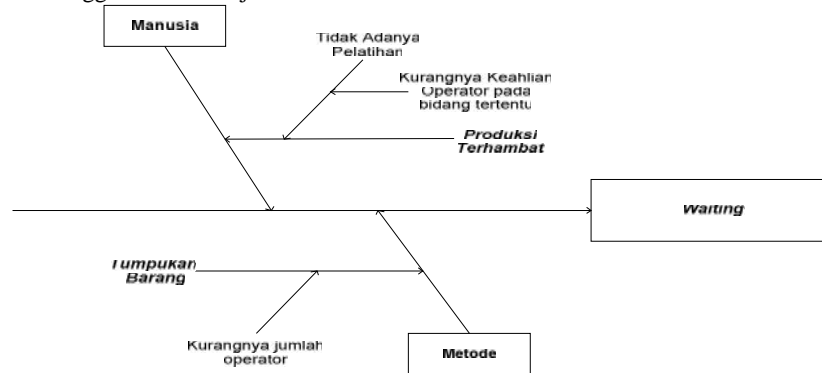 Manusia
Tidak Adanya
Pelatihan
Kurangnya Keahlian
Operator pada
bidang tertentu
Produksi
Terhambat
Waiting
Tumpukan
Barang
Kurangnya jumlah
operator
Metode